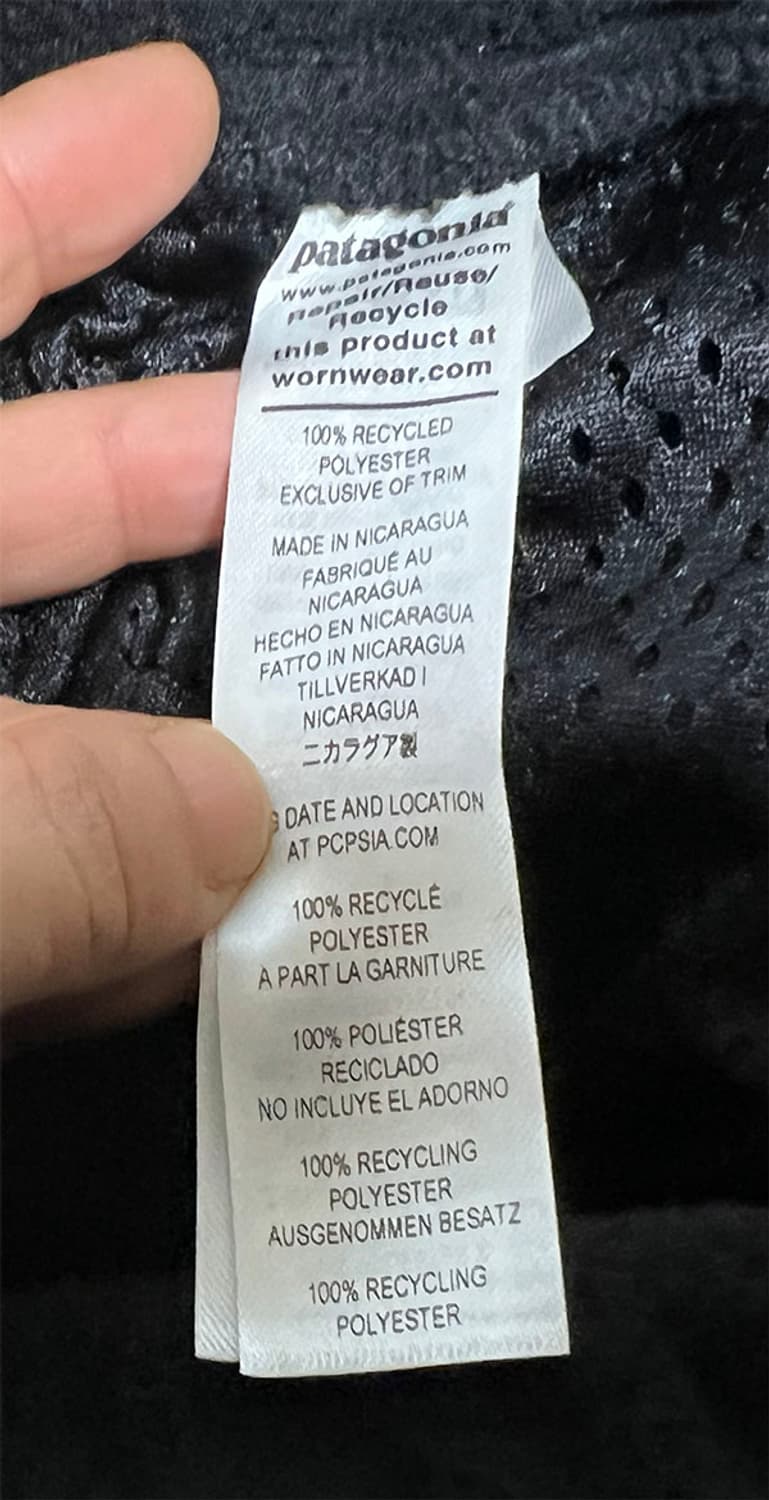 patagonia®
www.patagonia.com
Repair/Reuse/
Recycle
this product at
wornwear.com
100% RECYCLED
POLYESTER
EXCLUSIVE OF TRIM
MADE IN NICARAGUA
FABRIQUÉ AU
NICARAGUA
HECHO EN NICARAGUA
FATTO IN NICARAGUA
TILLVERKAD I
NICARAGUA
ニカラグア製
DATE AND LOCATION
AT PCPSIA.COM
100% RECYCLÉ
POLYESTER
À PART LA GARNITURE
100% POLIÉSTER
RECICLADO
NO INCLUYE EL ADORNO
100% RECYCLING
POLYESTER
AUSGENOMMEN BESATZ
100% RECYCLING
POLYESTER